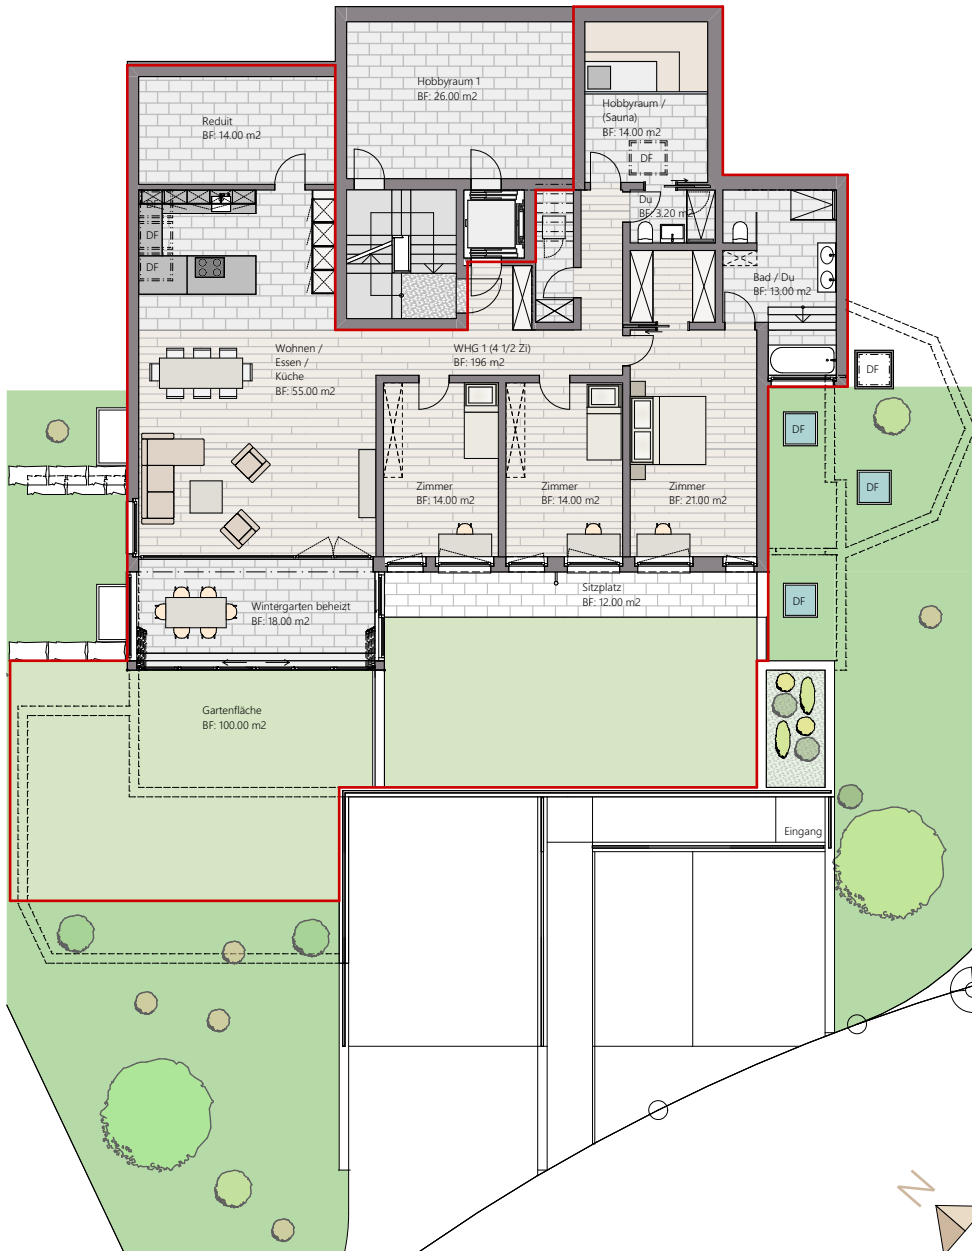 Hobbyraum 1
BF: 26.00 m2
Hobbyraum /
(Sauna)
BF: 14.00 m2
DF
Reduit
BF: 14.00 m2
Du
BF: 3.20 m2
DF
DF
DF
Bad / Du
BF: 13.00 m2
Wohnen /
Essen /
Küche
BF: 55.00 m2
WHG 1 (4 1/2 Zi)
BF: 196 m2
DF
DF
DF
Zimmer
BF: 14.00 m2
Zimmer
BF: 14.00 m2
Zimmer
BF: 21.00 m2
Sitzplatz
BF: 12.00 m2
DF
Wintergarten beheizt
BF: 18.00 m2
Gartenfläche
BF: 100.00 m2
Eingang
N